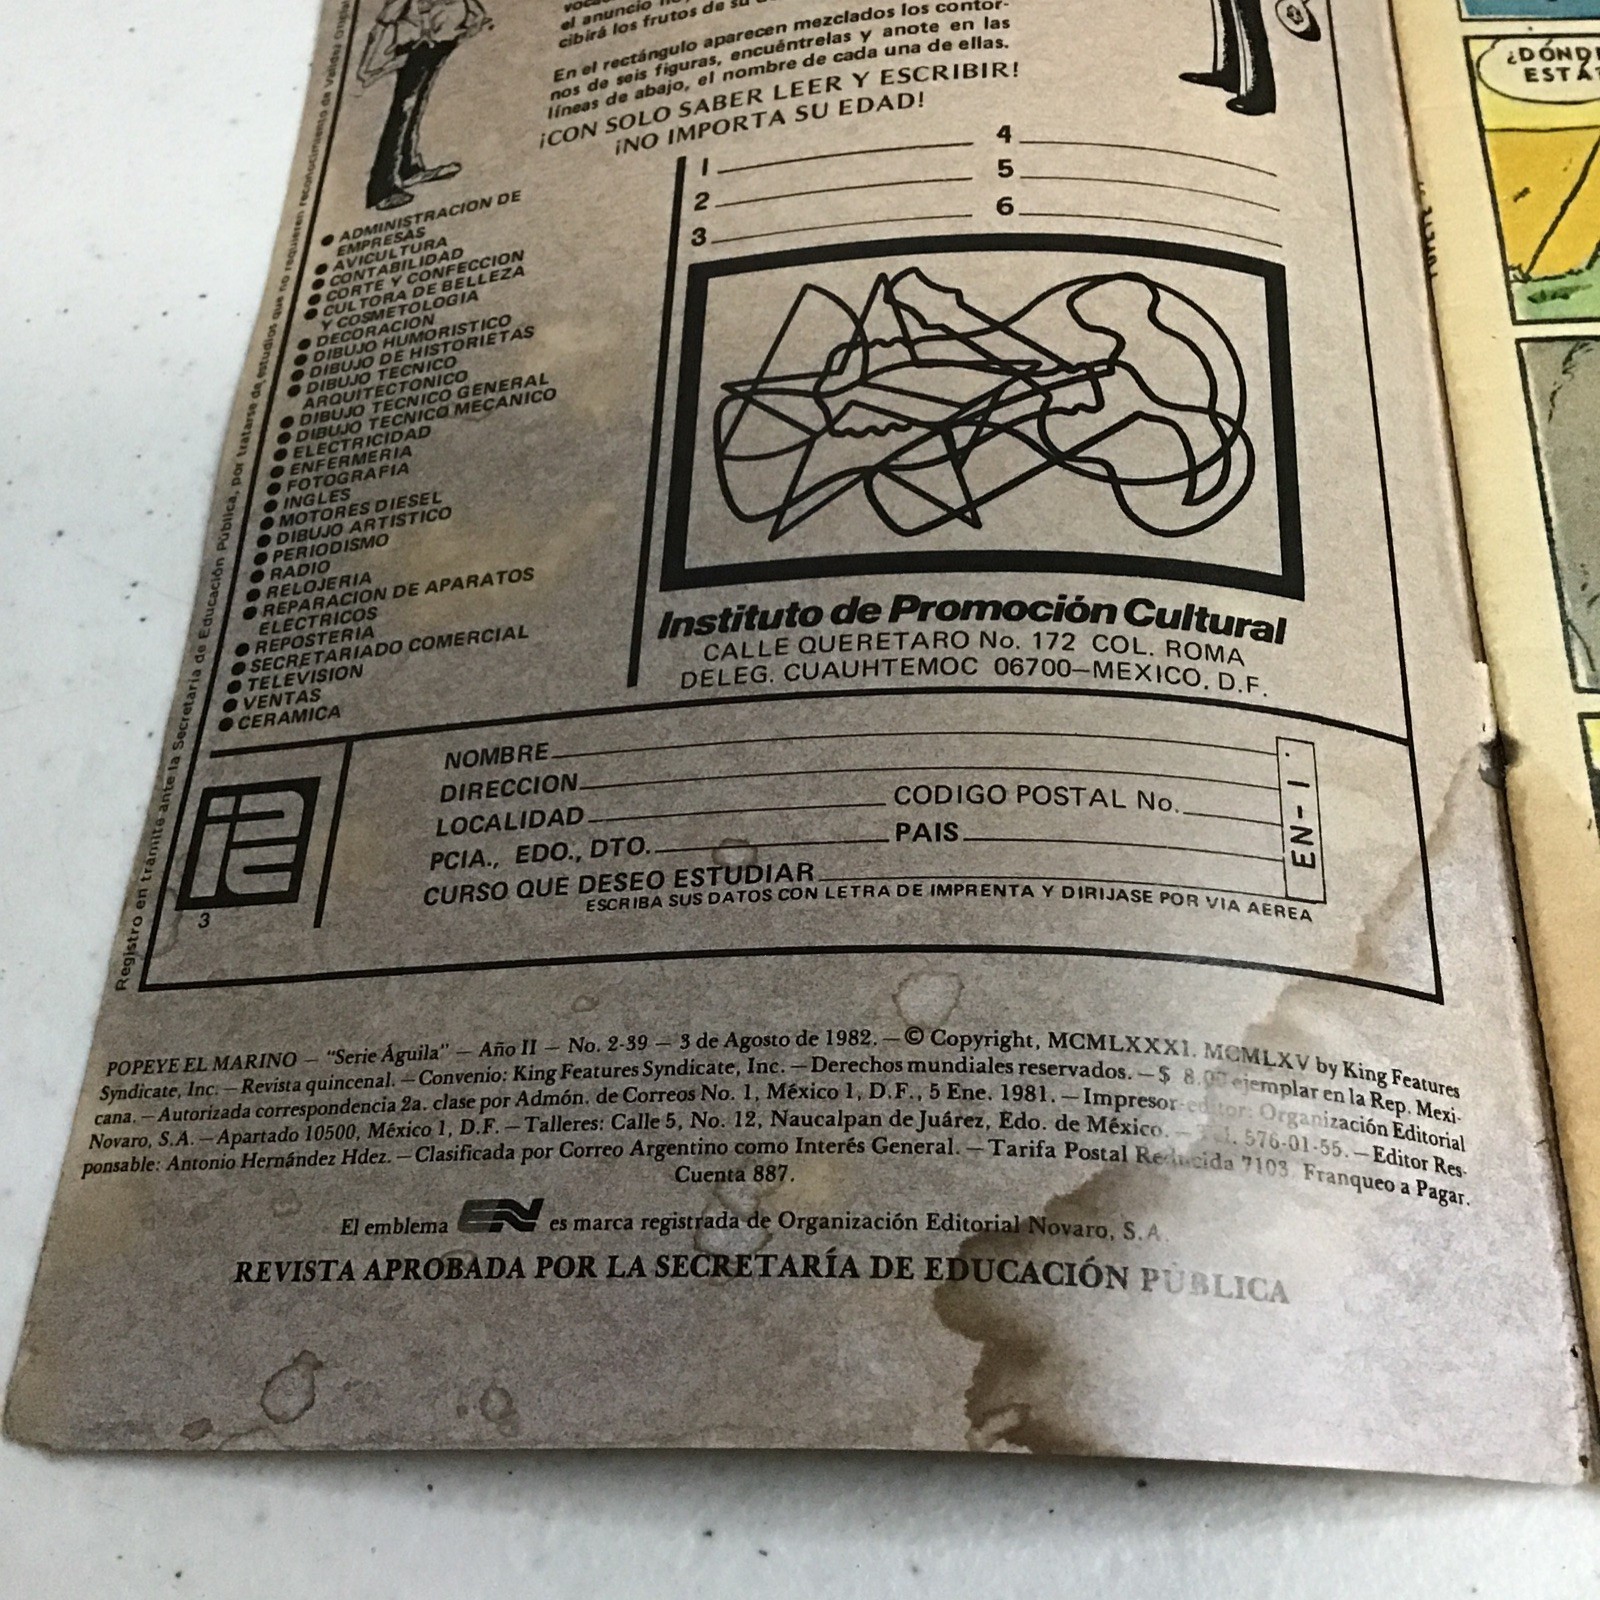 el anuncio
cibirá los frutos de su
En el rectángulo aparecen mezclados los contor-
nos de seis figuras, encuéntrelas y anote en las
líneas de abajo, el nombre de cada una de ellas.
¡CON SOLO SABER LEER Y ESCRIBIR!
¡NO IMPORTA SU EDAD!
1 4
2 5
3 6
● ADMINISTRACION DE
EMPRESAS
● AVICULTURA
● CONTABILIDAD
● CORTE Y CONFECCION
● CULTORA DE BELLEZA
Y COSMETOLOGIA
● DECORACION
● DIBUJO HUMORISTICO
● DIBUJO DE HISTORIETAS
● DIBUJO TECNICO
ARQUITECTONICO
● DIBUJO TECNICO GENERAL
● DIBUJO TECNICO MECANICO
● ELECTRICIDAD
● ENFERMERIA
● FOTOGRAFIA
● INGLES
● MOTORES DIESEL
● DIBUJO ARTISTICO
● PERIODISMO
● RADIO
● RELOJERIA
● REPARACION DE APARATOS
ELECTRICOS
● REPOSTERIA
● SECRETARIADO COMERCIAL
● TELEVISION
● VENTAS
● CERAMICA
Registro en trámite ante la Secretaría de Educación Pública, por tratarse de estudios que no requieren reconocimiento de Validez Oficial
Instituto de Promoción Cultural
CALLE QUERETARO No. 172 COL. ROMA
DELEG. CUAUHTEMOC 06700—MEXICO, D.F.
NOMBRE
DIRECCION
LOCALIDAD CODIGO POSTAL No.
PCIA., EDO., DTO. PAIS
CURSO QUE DESEO ESTUDIAR
ESCRIBA SUS DATOS CON LETRA DE IMPRENTA Y DIRIJASE POR VIA AEREA
EN-I
3
POPEYE EL MARINO — "Serie Águila" — Año II — No. 2-39 — 3 de Agosto de 1982. — © Copyright, MCMLXXXI, MCMLXV by King Features
Syndicate, Inc. — Revista quincenal. — Convenio: King Features Syndicate, Inc. — Derechos mundiales reservados. — $ 8.00 ejemplar en la Rep. Mexi-
cana. — Autorizada correspondencia 2a. clase por Admón. de Correos No. 1, México 1, D.F., 5 Ene. 1981. — Impresor-editor: Organización Editorial
Novaro, S.A. — Apartado 10500, México 1, D.F. — Talleres: Calle 5, No. 12, Naucalpan de Juárez, Edo. de México. — Tel. 576-01-55. — Editor Res-
ponsable: Antonio Hernández Hdez. — Clasificada por Correo Argentino como Interés General. — Tarifa Postal Reducida 7103 Franqueo a Pagar.
Cuenta 887.
El emblema EN es marca registrada de Organización Editorial Novaro, S.A.
REVISTA APROBADA POR LA SECRETARÍA DE EDUCACIÓN PÚBLICA